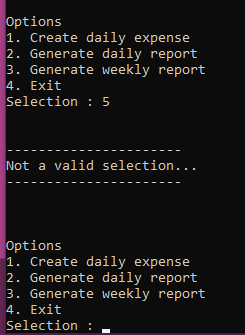 Options
1. Create daily expense
2. Generate daily report
3. Generate weekly report
4. Exit
Selection : 5
----------------------
Not a valid selection...
----------------------
Options
1. Create daily expense
2. Generate daily report
3. Generate weekly report
4. Exit
Selection :